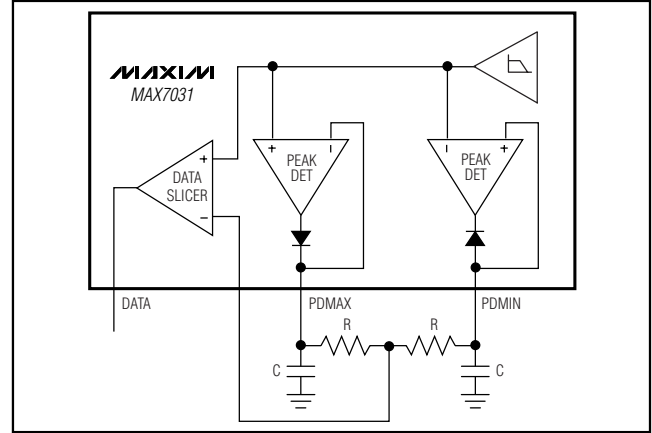 MAXIM
MAX7031
DATA
SLICER
+
−
PEAK
DET
+
−
PEAK
DET
−
+
DATA
PDMAX
PDMIN
R
R
C
C